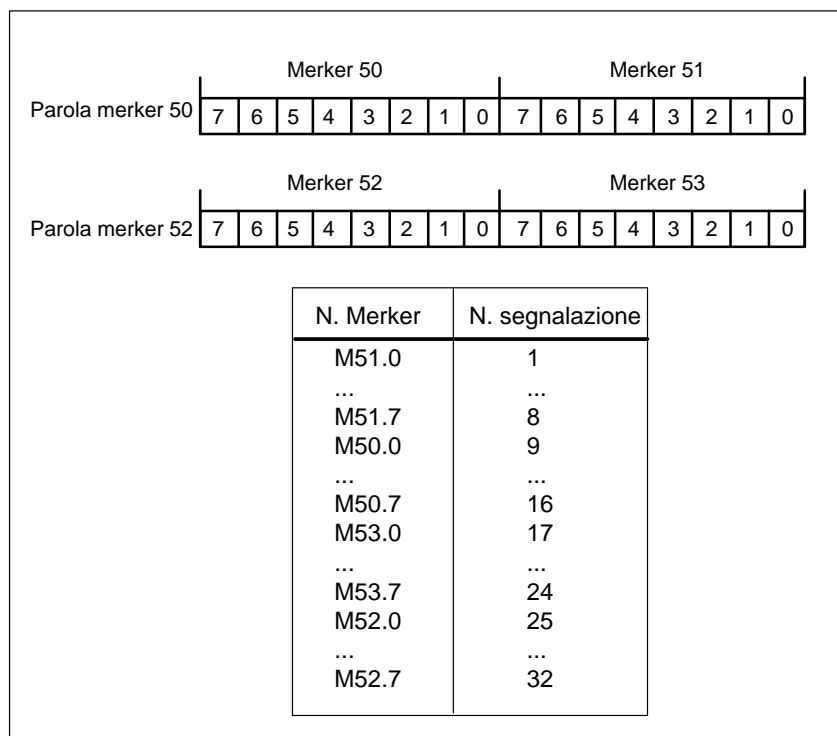 Merker 50 Merker 51
Parola merker 50 7 6 5 4 3 2 1 0 7 6 5 4 3 2 1 0
Merker 52 Merker 53
Parola merker 52 7 6 5 4 3 2 1 0 7 6 5 4 3 2 1 0
N. Merker N. segnalazione
M51.0 1
... ...
M51.7 8
M50.0 9
... ...
M50.7 16
M53.0 17
... ...
M53.7 24
M52.0 25
... ...
M52.7 32